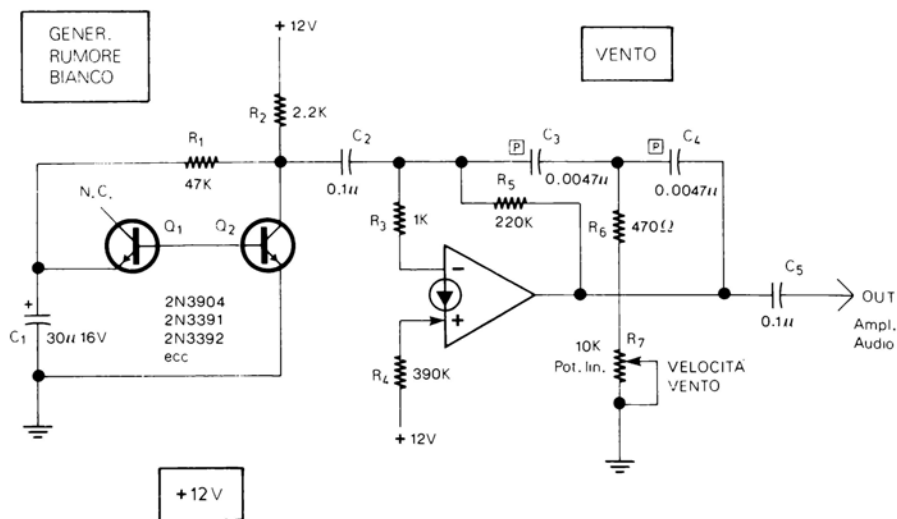 GENER.
RUMORE
BIANCO
+12V
VENTO
R2 2.2K
R1
47K
C2
0.1u
P C3
0.0047u
P C4
0.0047u
R5
220K
R3 1K
R6 470Ω
N.C.
Q1 Q2
+
C1 30u 16V
2N3904
2N3391
2N3392
ecc
−
+
R4 390K
+12V
C5
0.1u
OUT
Ampl.
Audio
10K R7
Pot. lin.
VELOCITÀ
VENTO
+12V